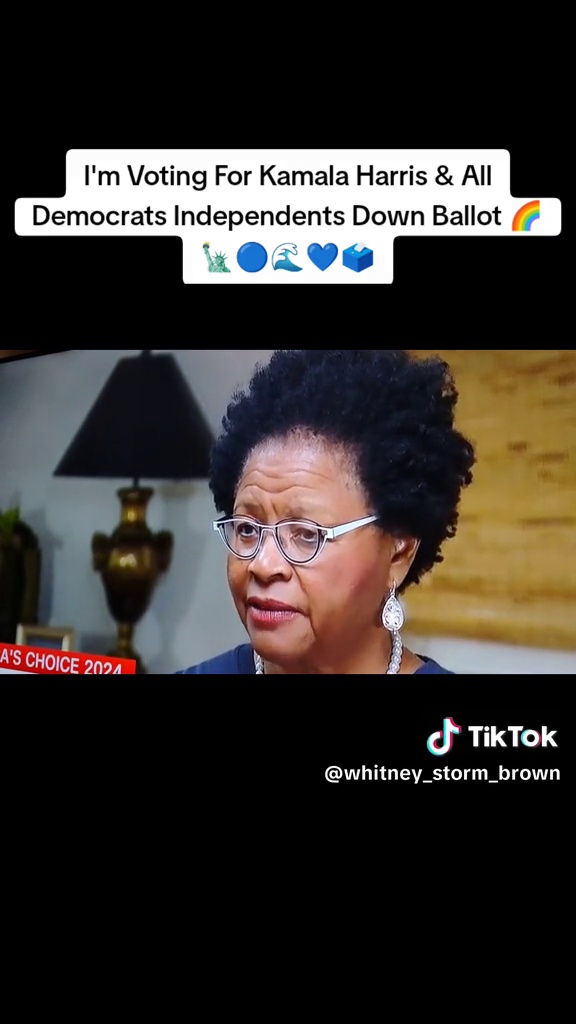 I'm Voting For Kamala Harris & All
Democrats Independents Down Ballot 🌈
🗽🔵🌊💙🗳️
A'S CHOICE 2024
TikTok
@whitney_storm_brown